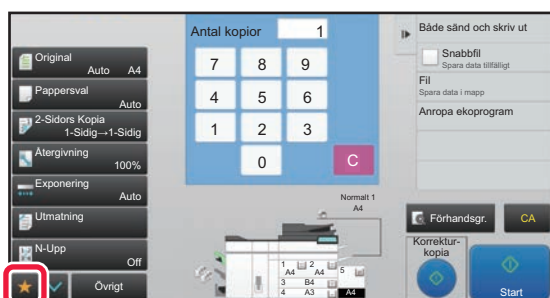 Original
Auto A4
Pappersval
Auto
2-Sidors Kopia
1-Sidig→1-Sidig
Återgivning
100%
Exponering
Auto
Utmatning
N-Upp
Off
Övrigt
Antal kopior 1
7 8 9
4 5 6
1 2 3
0 C
Normalt 1
A4
1 A4 2 A4 5
3 B4
4 A3 A4
Både sänd och skriv ut
Snabbfil
Spara data tillfälligt
Fil
Spara data i mapp
Anropa ekoprogram
Förhandsgr. CA
Korrektur-
kopia
Start